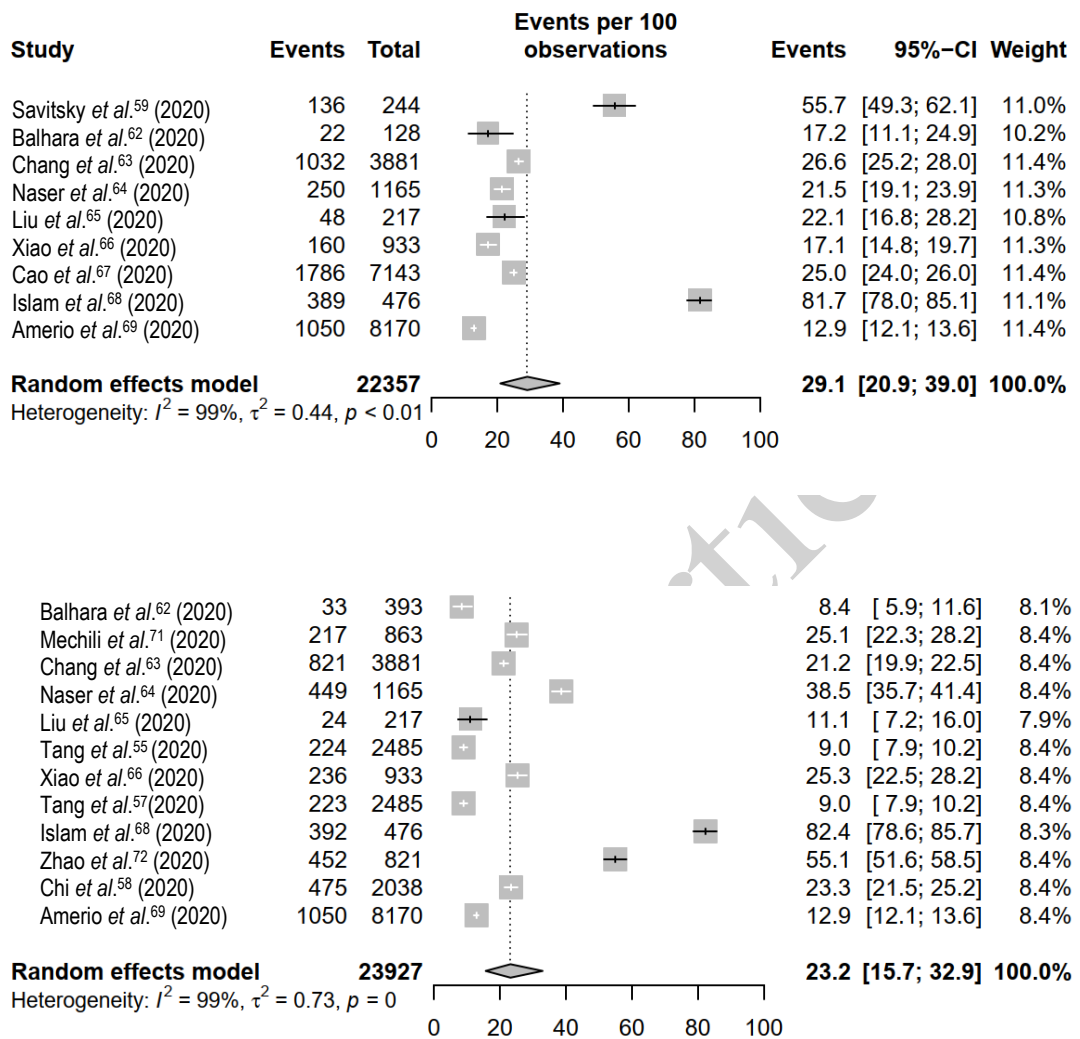 Events per 100
Study Events Total observations Events 95%−CI Weight
Savitsky et al.59 (2020) 136 244 55.7 [49.3; 62.1] 11.0%
Balhara et al.62 (2020) 22 128 17.2 [11.1; 24.9] 10.2%
Chang et al.63 (2020) 1032 3881 26.6 [25.2; 28.0] 11.4%
Naser et al.64 (2020) 250 1165 21.5 [19.1; 23.9] 11.3%
Liu et al.65 (2020) 48 217 22.1 [16.8; 28.2] 10.8%
Xiao et al.66 (2020) 160 933 17.1 [14.8; 19.7] 11.3%
Cao et al.67 (2020) 1786 7143 25.0 [24.0; 26.0] 11.4%
Islam et al.68 (2020) 389 476 81.7 [78.0; 85.1] 11.1%
Amerio et al.69 (2020) 1050 8170 12.9 [12.1; 13.6] 11.4%
Random effects model 22357 29.1 [20.9; 39.0] 100.0%
Heterogeneity: I² = 99%, τ² = 0.44, p < 0.01
0 20 40 60 80 100
Balhara et al.62 (2020) 33 393 8.4 [ 5.9; 11.6] 8.1%
Mechili et al.71 (2020) 217 863 25.1 [22.3; 28.2] 8.4%
Chang et al.63 (2020) 821 3881 21.2 [19.9; 22.5] 8.4%
Naser et al.64 (2020) 449 1165 38.5 [35.7; 41.4] 8.4%
Liu et al.65 (2020) 24 217 11.1 [ 7.2; 16.0] 7.9%
Tang et al.55 (2020) 224 2485 9.0 [ 7.9; 10.2] 8.4%
Xiao et al.66 (2020) 236 933 25.3 [22.5; 28.2] 8.4%
Tang et al.57(2020) 223 2485 9.0 [ 7.9; 10.2] 8.4%
Islam et al.68 (2020) 392 476 82.4 [78.6; 85.7] 8.3%
Zhao et al.72 (2020) 452 821 55.1 [51.6; 58.5] 8.4%
Chi et al.58 (2020) 475 2038 23.3 [21.5; 25.2] 8.4%
Amerio et al.69 (2020) 1050 8170 12.9 [12.1; 13.6] 8.4%
Random effects model 23927 23.2 [15.7; 32.9] 100.0%
Heterogeneity: I² = 99%, τ² = 0.73, p = 0
0 20 40 60 80 100